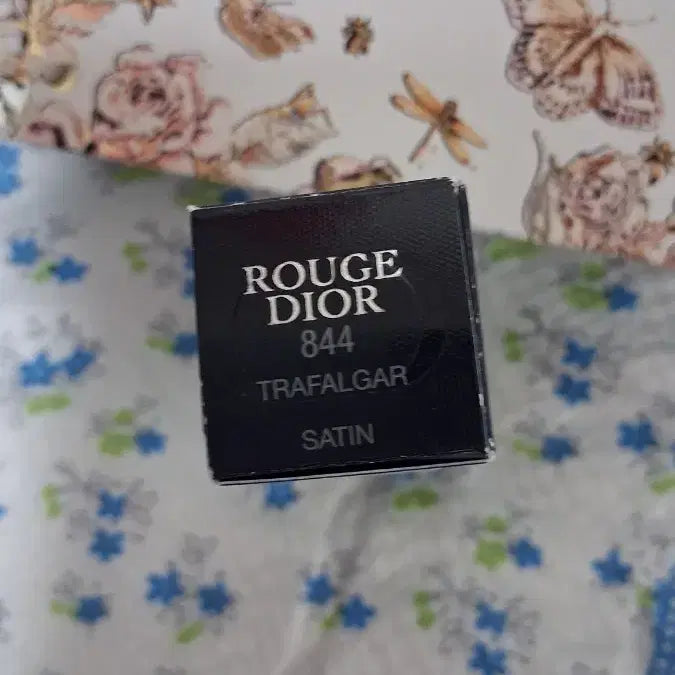 ROUGE
DIOR
844
TRAFALGAR
SATIN